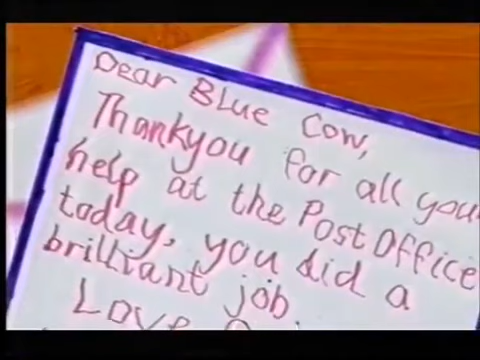 Dear Blue Cow,
Thankyou for all you
help at the Post Office
today, you did a
brilliant job
Love